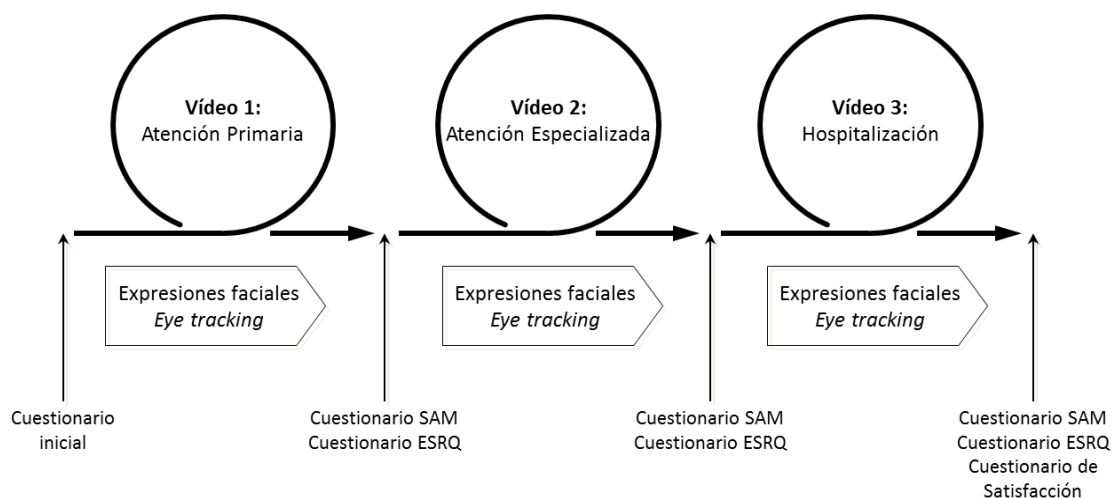 Vídeo 1:
Atención Primaria
Vídeo 2:
Atención Especializada
Vídeo 3:
Hospitalización
Expresiones faciales
Eye tracking
Expresiones faciales
Eye tracking
Expresiones faciales
Eye tracking
Cuestionario
inicial
Cuestionario SAM
Cuestionario ESRQ
Cuestionario SAM
Cuestionario ESRQ
Cuestionario SAM
Cuestionario ESRQ
Cuestionario de
Satisfacción